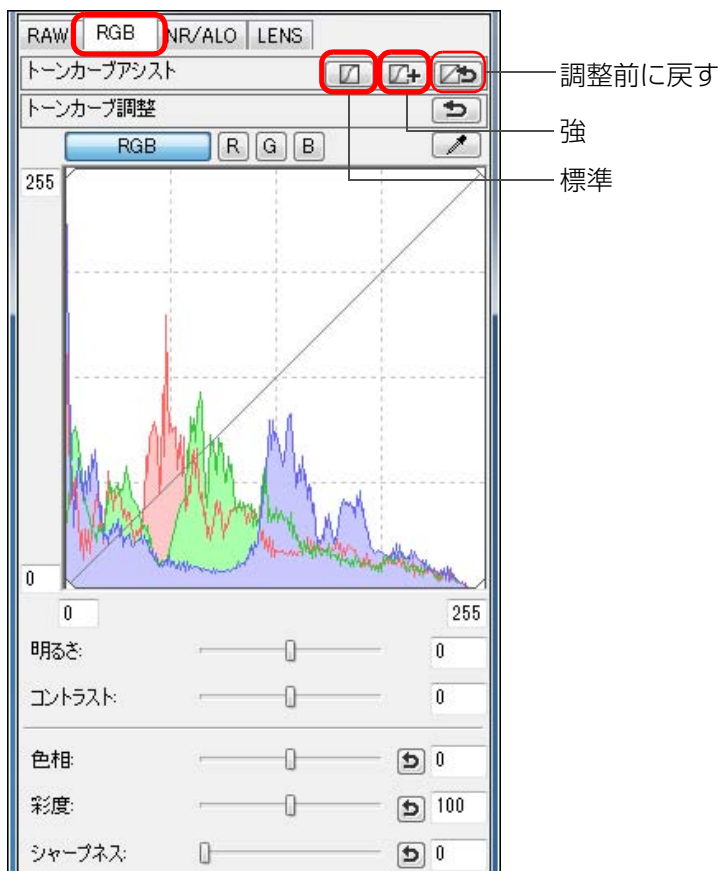 RAW RGB NR/ALO LENS
トーンカーブアシスト
調整前に戻す
トーンカーブ調整
強
RGB R G B
標準
255
0
0 255
明るさ: 0
コントラスト: 0
色相: 0
彩度: 100
シャープネス: 0